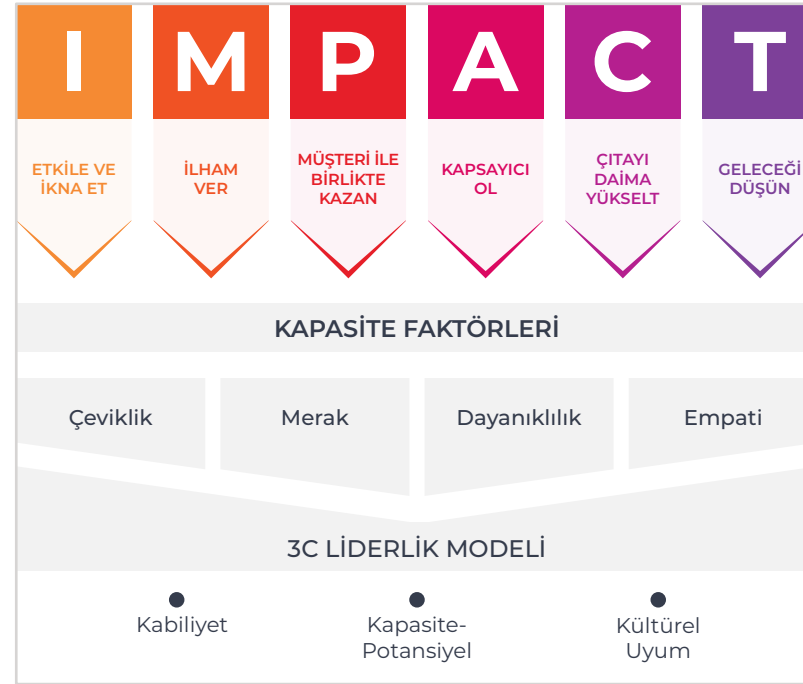 I M P A C T
ETKİLE VE
İKNA ET
İLHAM
VER
MÜŞTERİ İLE
BİRLİKTE
KAZAN
KAPSAYICI
OL
ÇITAYI
DAİMA
YÜKSELT
GELECEĞİ
DÜŞÜN
KAPASİTE FAKTÖRLERİ
Çeviklik
Merak
Dayanıklılık
Empati
3C LİDERLİK MODELİ
Kabiliyet
Kapasite-
Potansiyel
Kültürel
Uyum